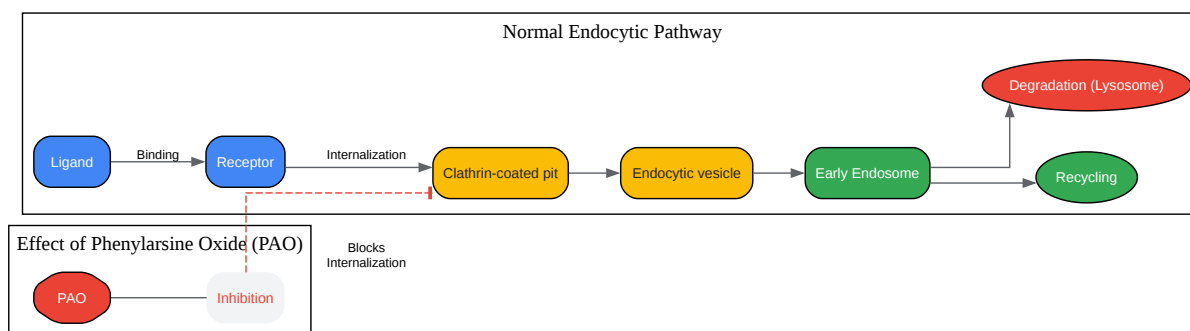 Normal Endocytic Pathway
Degradation (Lysosome)
Ligand
Binding
Receptor
Internalization
Clathrin-coated pit
Endocytic vesicle
Early Endosome
Recycling
Effect of Phenylarsine Oxide (PAO)
Blocks
Internalization
PAO
Inhibition